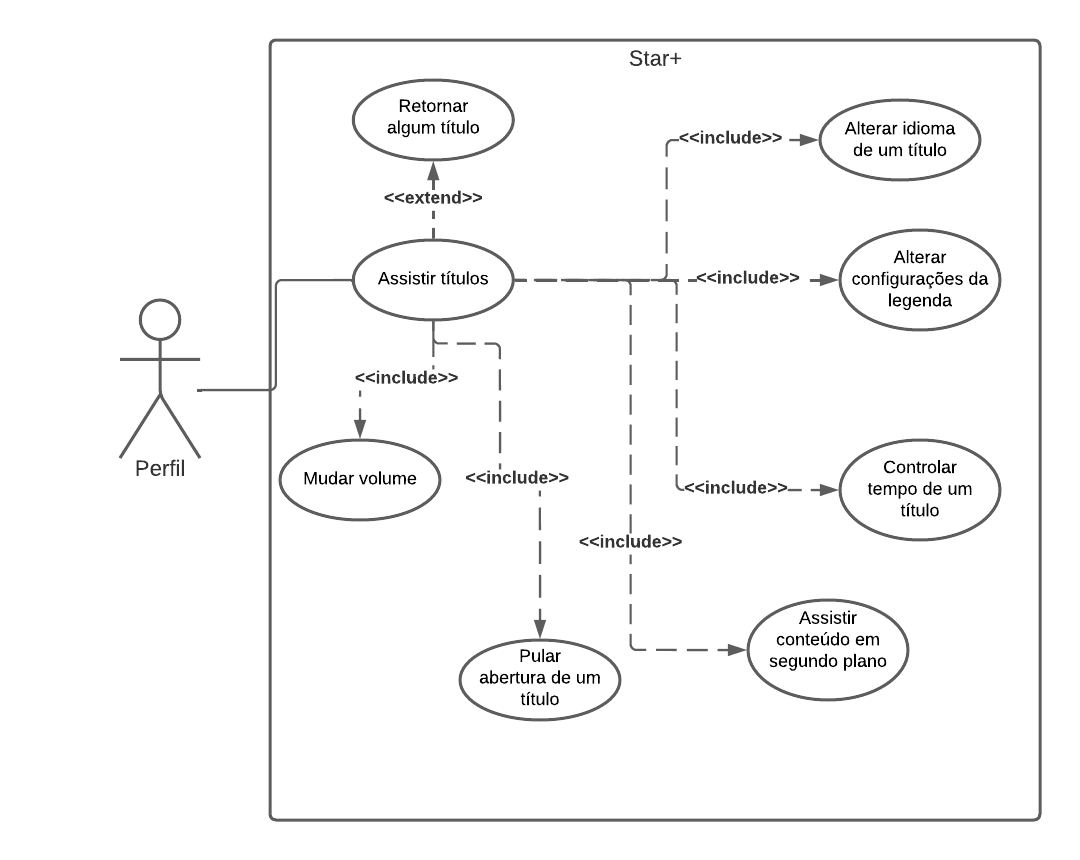 Star+
Retornar
algum título
<<extend>>
Assistir títulos
<<include>>
Alterar idioma
de um título
<<include>>
Alterar
configurações da
legenda
Perfil
<<include>>
Mudar volume
<<include>>
Pular
abertura de um
título
<<include>>
Controlar
tempo de um
título
<<include>>
Assistir
conteúdo em
segundo plano